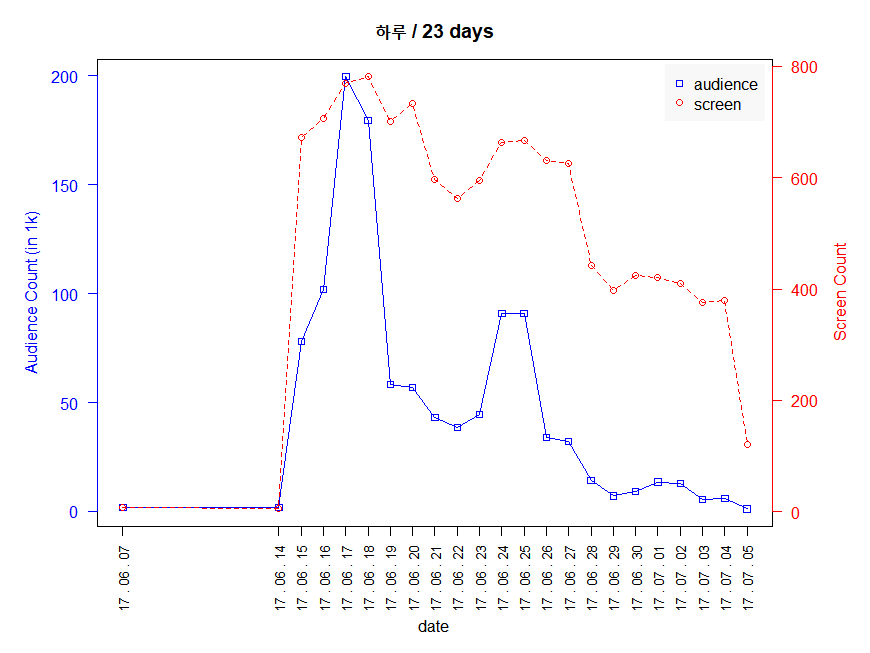 하루 / 23 days
audience
screen
Audience Count (in 1k)
200
150
100
50
0
Screen Count
800
600
400
200
0
17 . 06 . 07
17 . 06 . 14
17 . 06 . 15
17 . 06 . 16
17 . 06 . 17
17 . 06 . 18
17 . 06 . 19
17 . 06 . 20
17 . 06 . 21
17 . 06 . 22
17 . 06 . 23
17 . 06 . 24
17 . 06 . 25
17 . 06 . 26
17 . 06 . 27
17 . 06 . 28
17 . 06 . 29
17 . 06 . 30
17 . 07 . 01
17 . 07 . 02
17 . 07 . 03
17 . 07 . 04
17 . 07 . 05
date